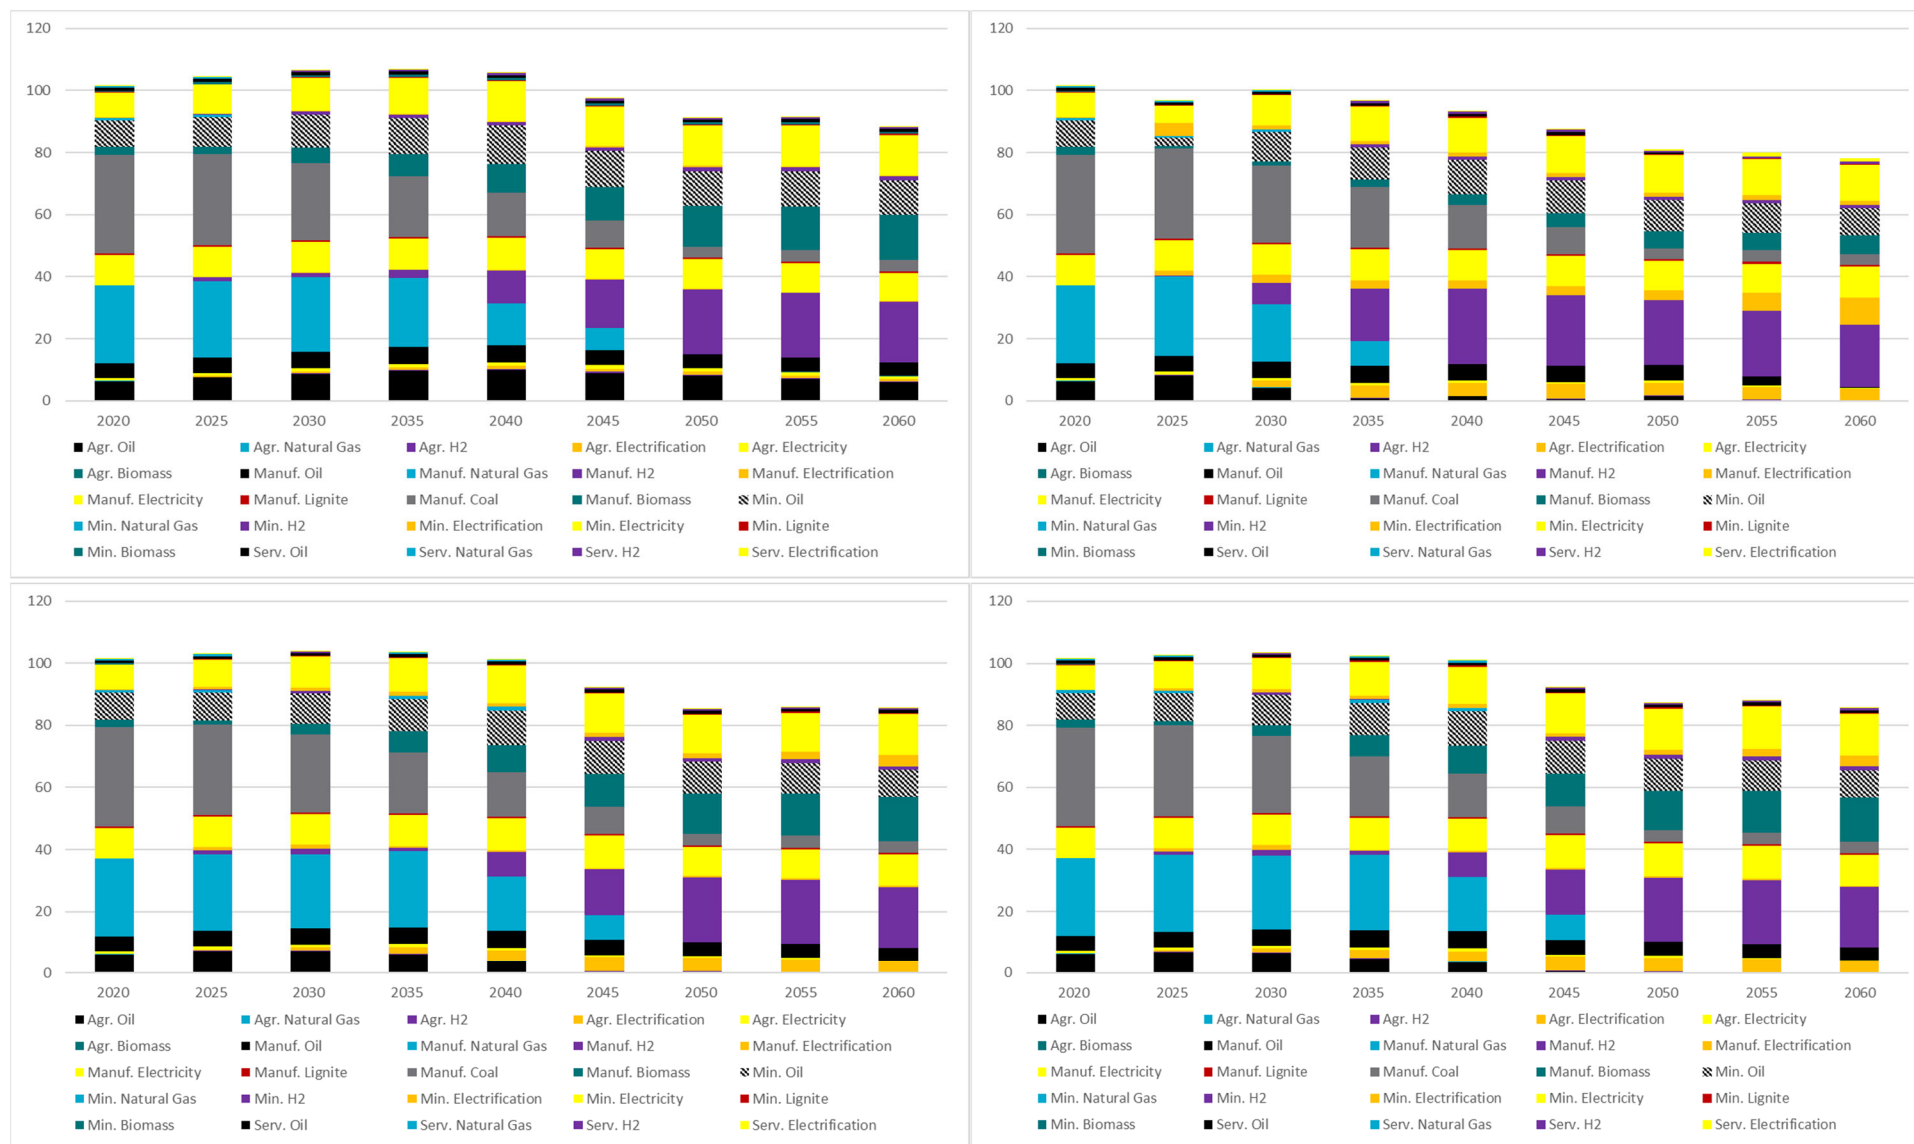 120
100
80
60
40
20
0
2020 2025 2030 2035 2040 2045 2050 2055 2060
Agr. Oil Agr. Natural Gas Agr. H2 Agr. Electrification Agr. Electricity
Agr. Biomass Manuf. Oil Manuf. Natural Gas Manuf. H2 Manuf. Electrification
Manuf. Electricity Manuf. Lignite Manuf. Coal Manuf. Biomass Min. Oil
Min. Natural Gas Min. H2 Min. Electrification Min. Electricity Min. Lignite
Min. Biomass Serv. Oil Serv. Natural Gas Serv. H2 Serv. Electrification
120
100
80
60
40
20
0
2020 2025 2030 2035 2040 2045 2050 2055 2060
Agr. Oil Agr. Natural Gas Agr. H2 Agr. Electrification Agr. Electricity
Agr. Biomass Manuf. Oil Manuf. Natural Gas Manuf. H2 Manuf. Electrification
Manuf. Electricity Manuf. Lignite Manuf. Coal Manuf. Biomass Min. Oil
Min. Natural Gas Min. H2 Min. Electrification Min. Electricity Min. Lignite
Min. Biomass Serv. Oil Serv. Natural Gas Serv. H2 Serv. Electrification
120
100
80
60
40
20
0
2020 2025 2030 2035 2040 2045 2050 2055 2060
Agr. Oil Agr. Natural Gas Agr. H2 Agr. Electrification Agr. Electricity
Agr. Biomass Manuf. Oil Manuf. Natural Gas Manuf. H2 Manuf. Electrification
Manuf. Electricity Manuf. Lignite Manuf. Coal Manuf. Biomass Min. Oil
Min. Natural Gas Min. H2 Min. Electrification Min. Electricity Min. Lignite
Min. Biomass Serv. Oil Serv. Natural Gas Serv. H2 Serv. Electrification
120
100
80
60
40
20
0
2020 2025 2030 2035 2040 2045 2050 2055 2060
Agr. Oil Agr. Natural Gas Agr. H2 Agr. Electrification Agr. Electricity
Agr. Biomass Manuf. Oil Manuf. Natural Gas Manuf. H2 Manuf. Electrification
Manuf. Electricity Manuf. Lignite Manuf. Coal Manuf. Biomass Min. Oil
Min. Natural Gas Min. H2 Min. Electrification Min. Electricity Min. Lignite
Min. Biomass Serv. Oil Serv. Natural Gas Serv. H2 Serv. Electrification